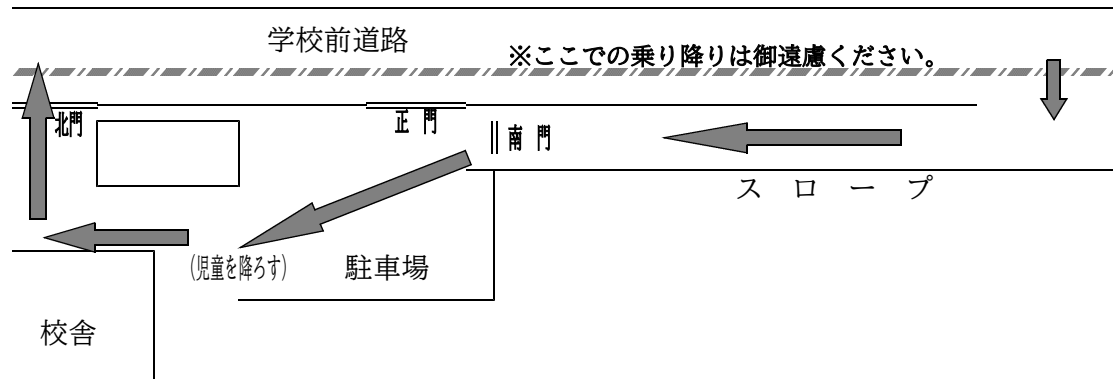 学校前道路
※ここでの乗り降りは御遠慮ください。
北門
正門
南門
スロープ
(児童を降ろす)
駐車場
校舎